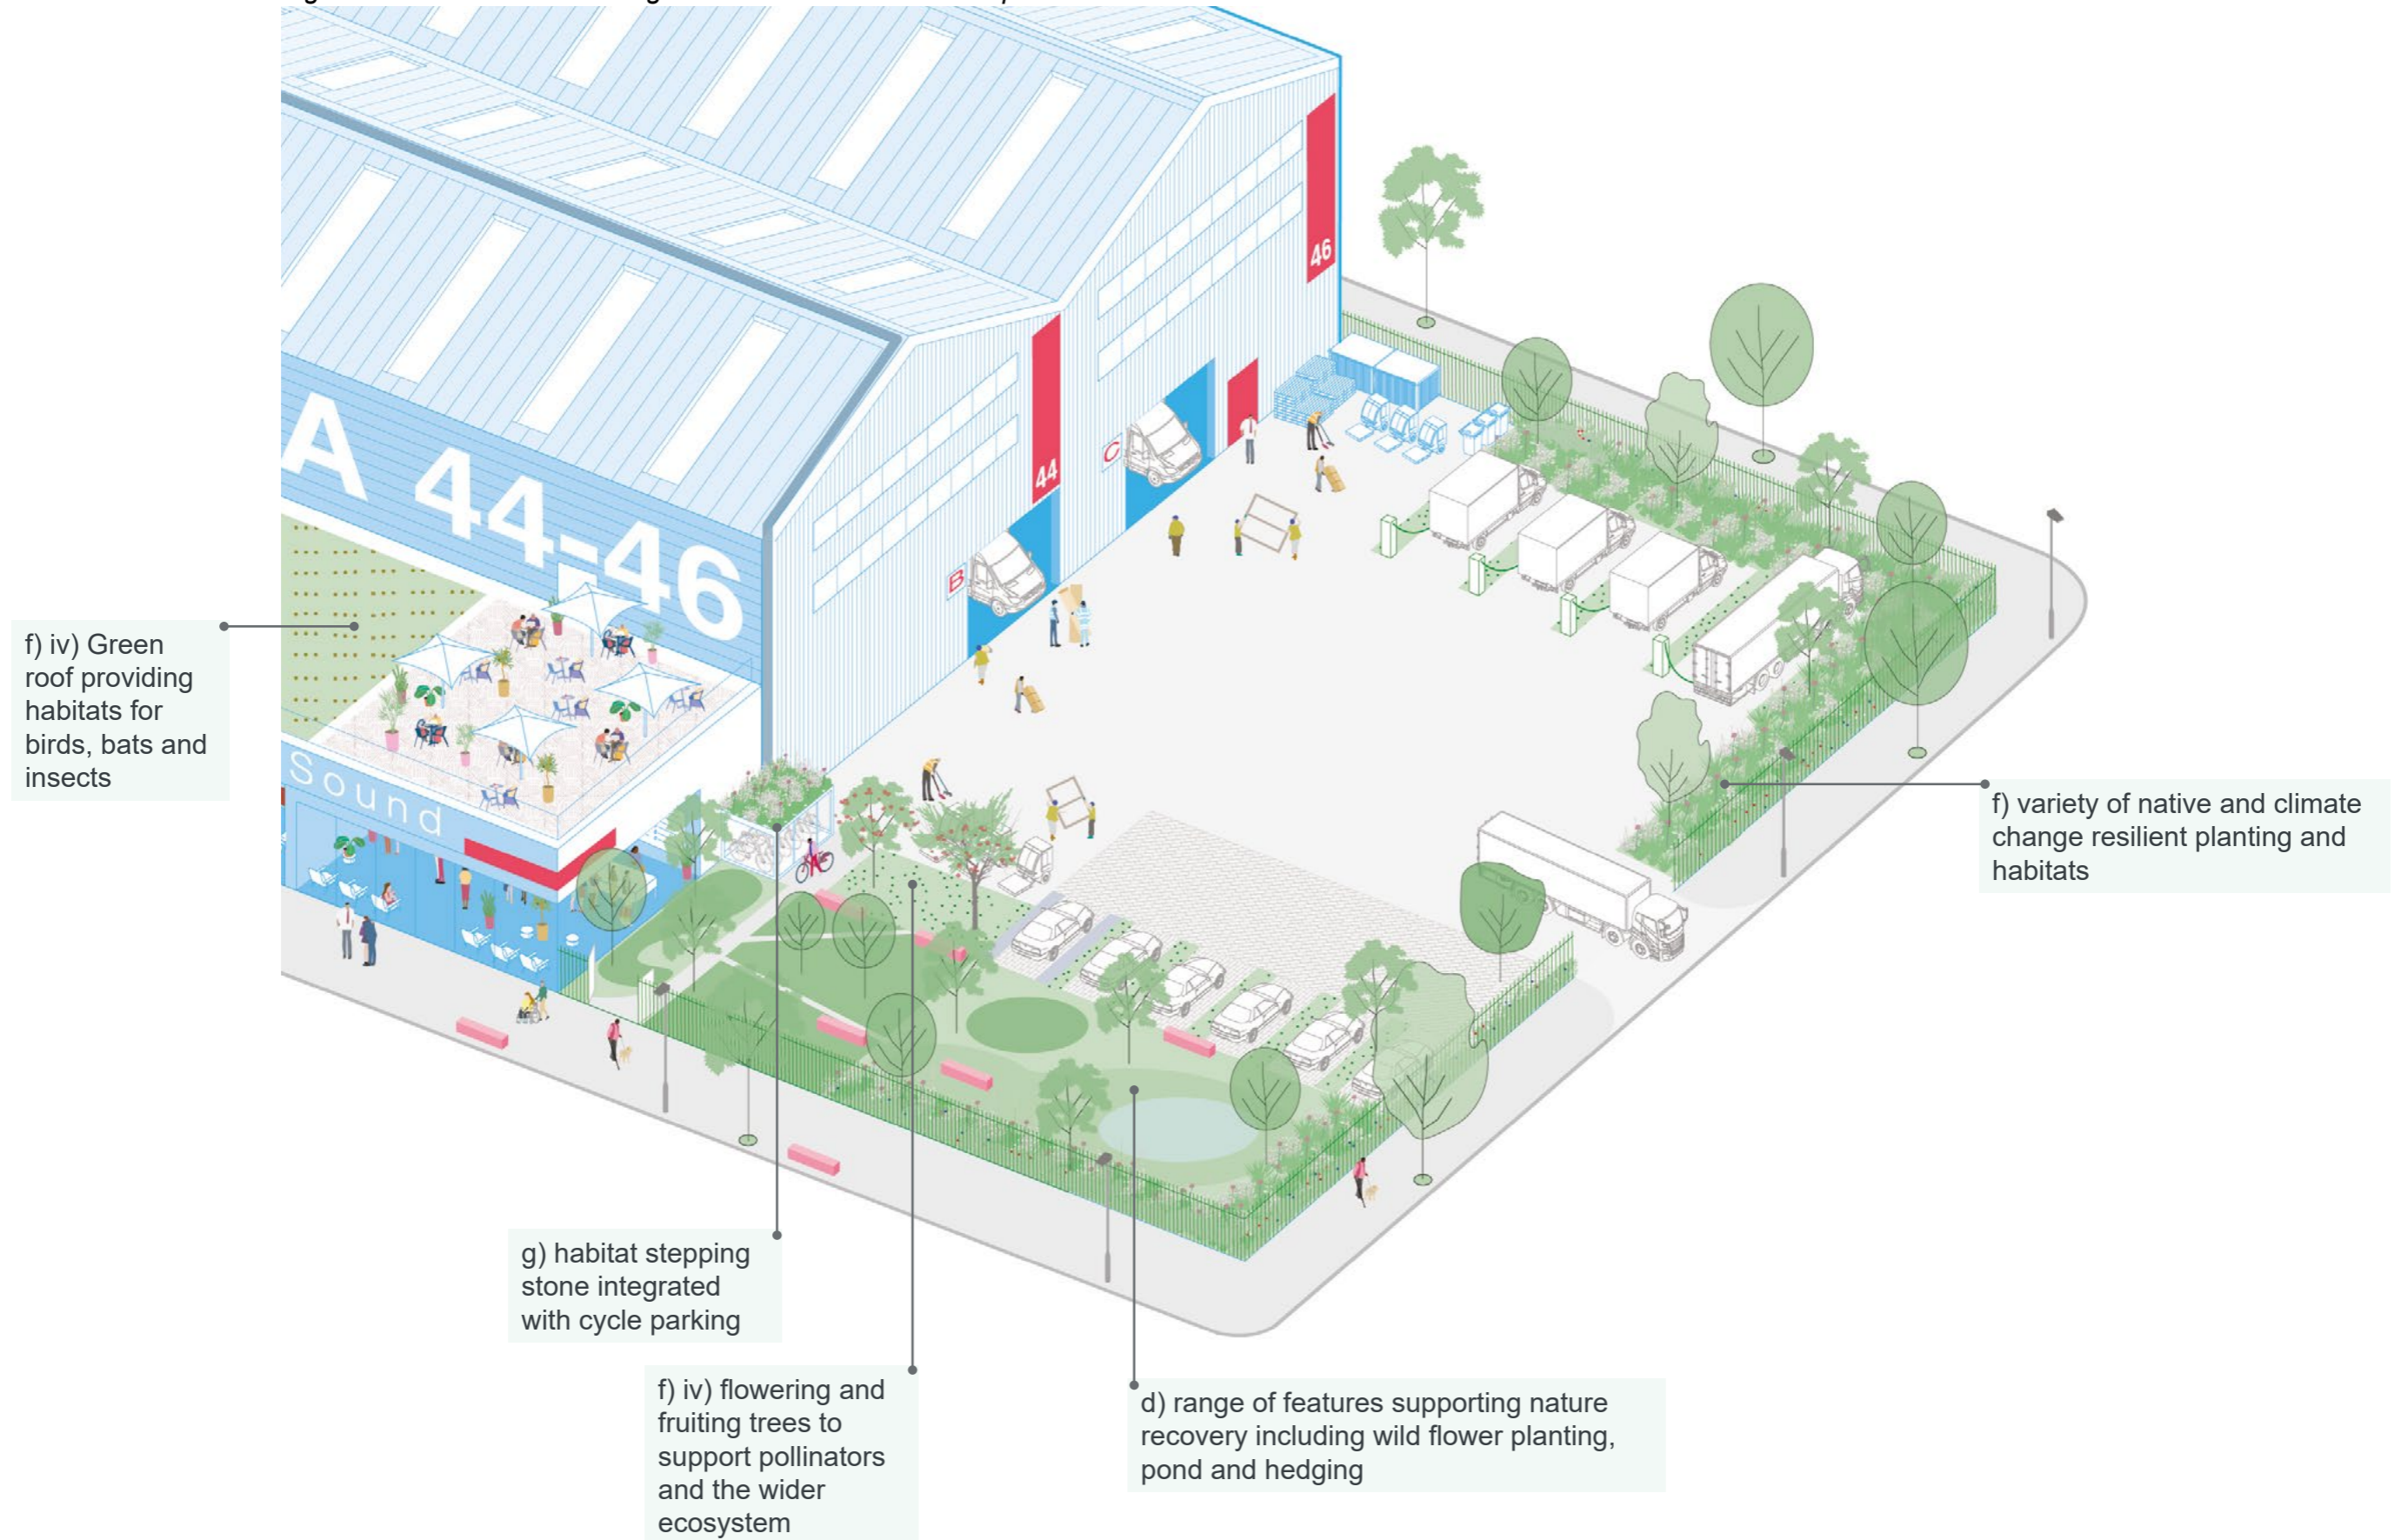 46
44
C
B
A 44-46
Sound
f) iv) Green
roof providing
habitats for
birds, bats and
insects
f) variety of native and climate
change resilient planting and
habitats
g) habitat stepping
stone integrated
with cycle parking
f) iv) flowering and
fruiting trees to
support pollinators
and the wider
ecosystem
d) range of features supporting nature
recovery including wild flower planting,
pond and hedging